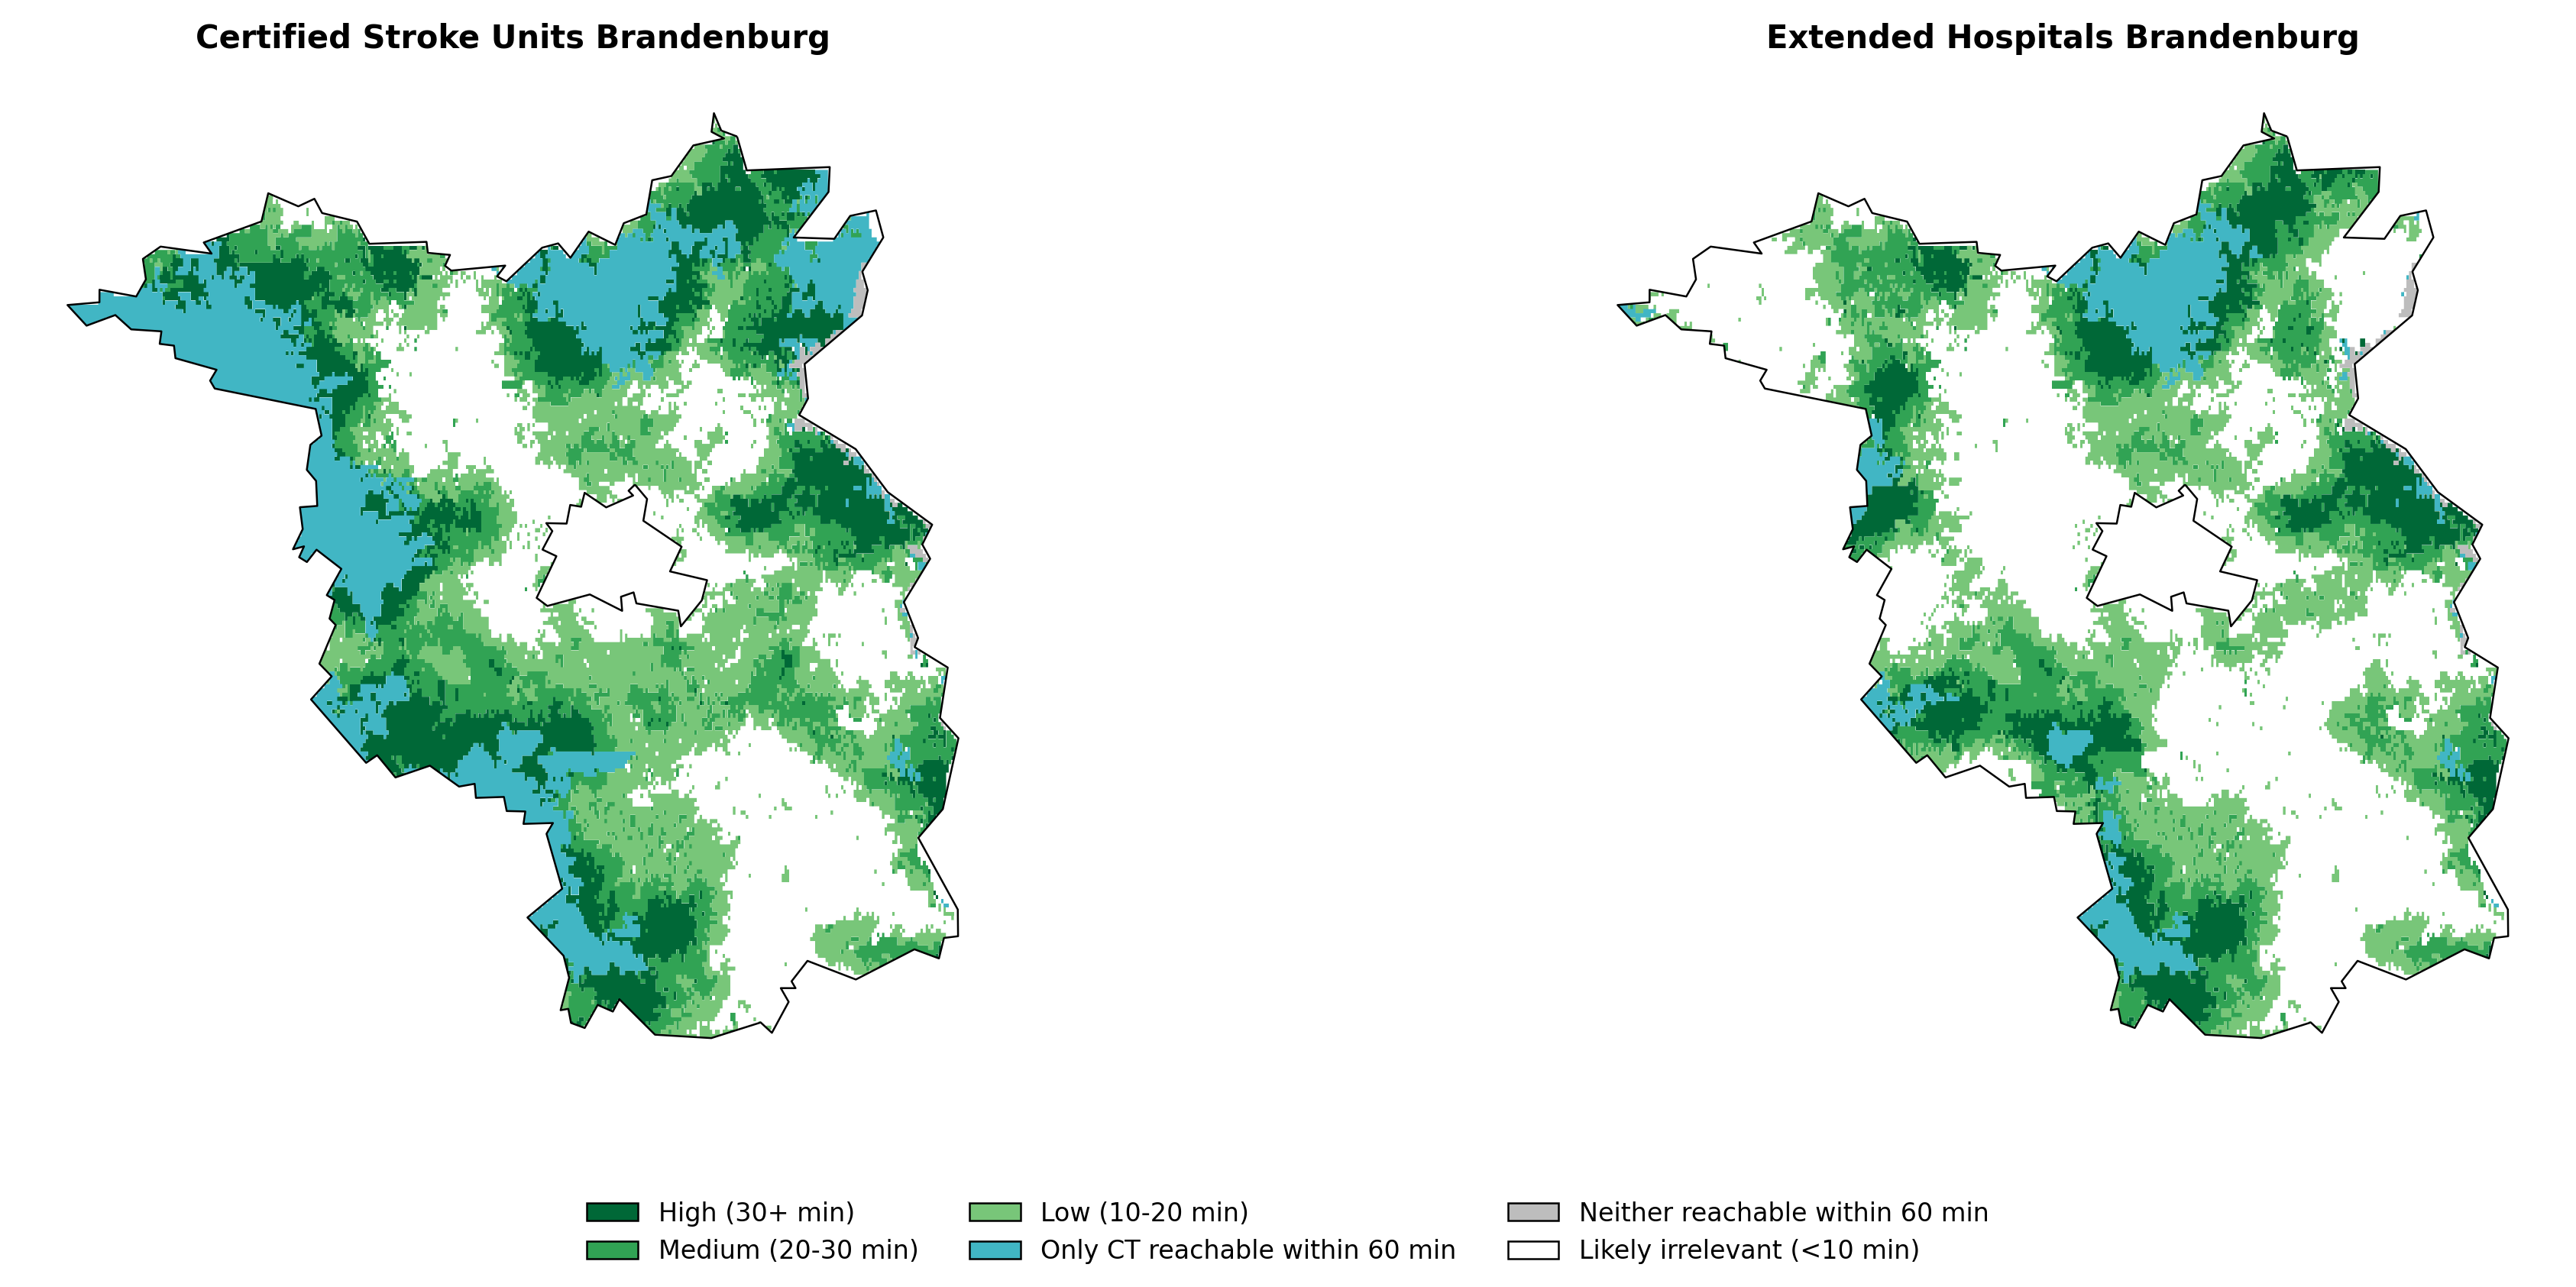 Certified Stroke Units Brandenburg
Extended Hospitals Brandenburg
High (30+ min)
Medium (20-30 min)
Low (10-20 min)
Only CT reachable within 60 min
Neither reachable within 60 min
Likely irrelevant (<10 min)